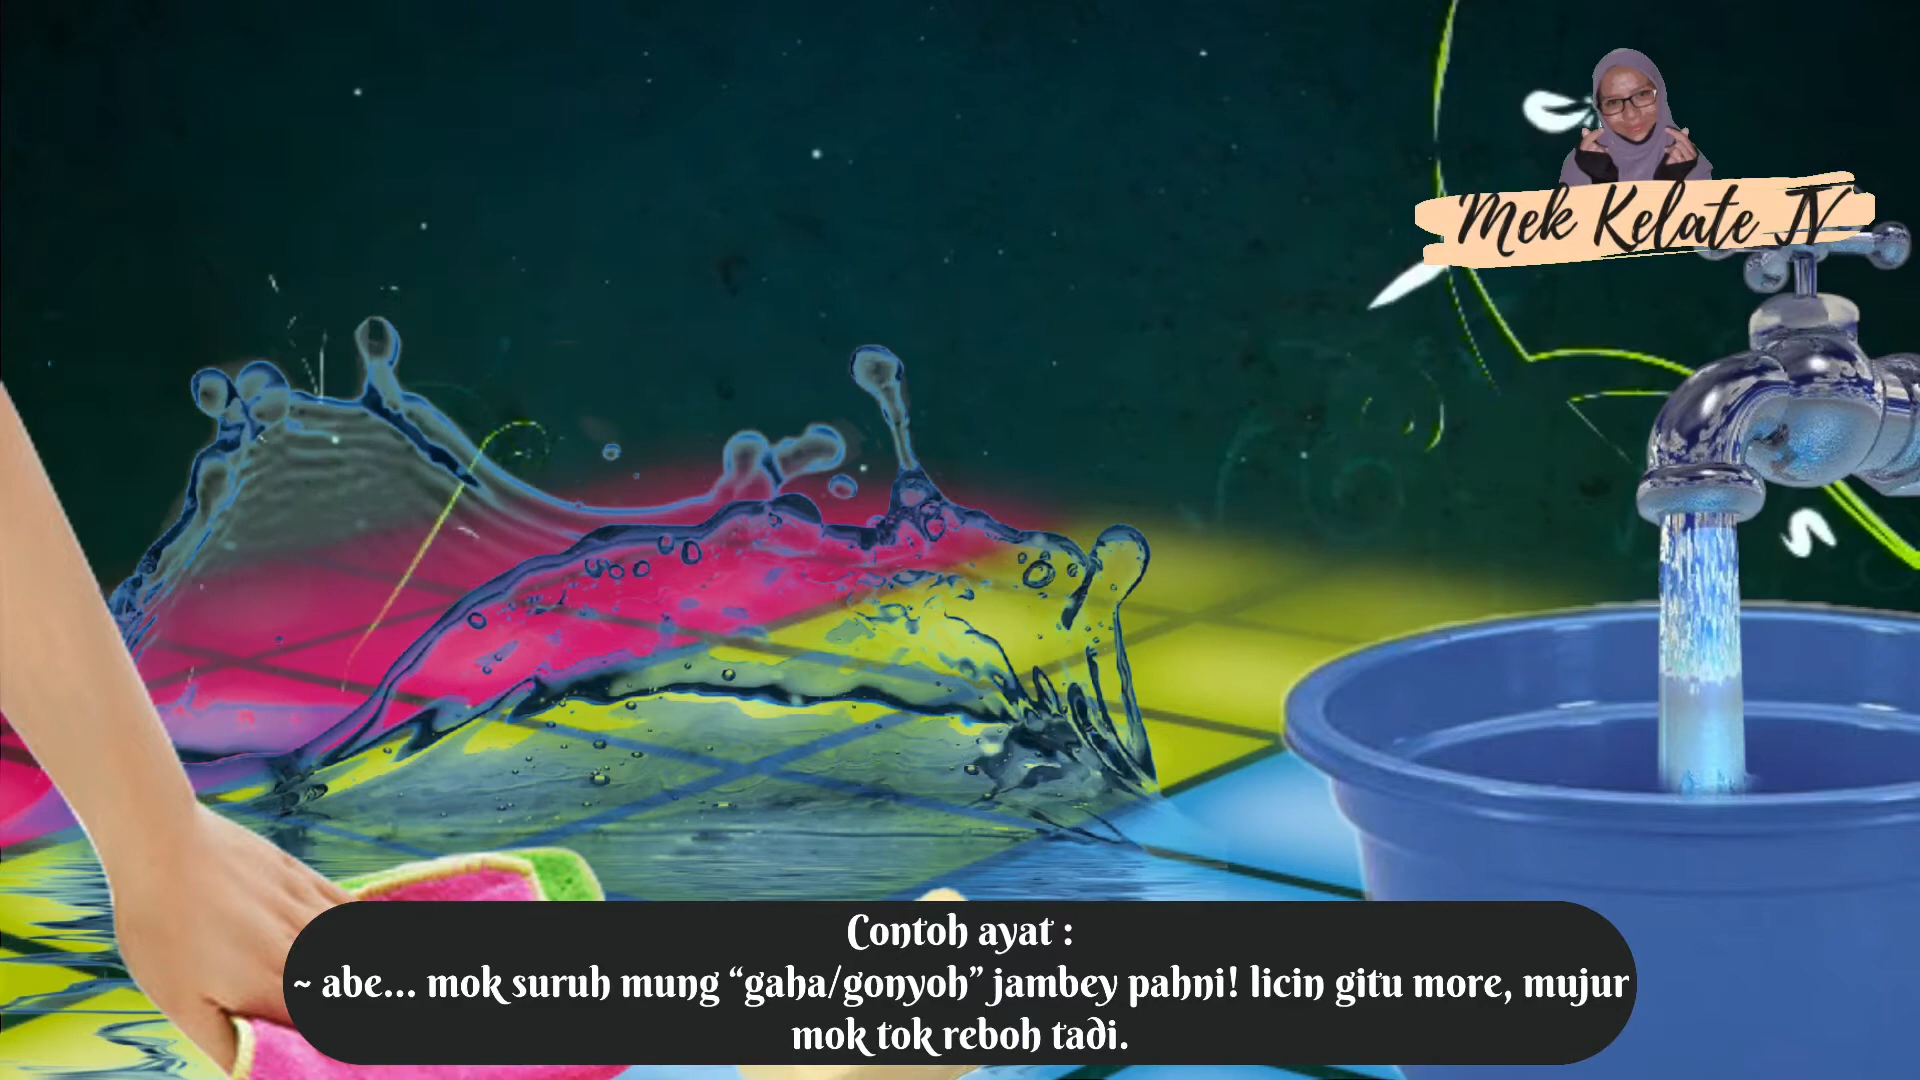 Mek Kelate TV
Contoh ayat :
~ abe... mok suruh mung “gaha/gonyoh” jambey pahni! licin gitu more, mujur
mok tok reboh tadi.